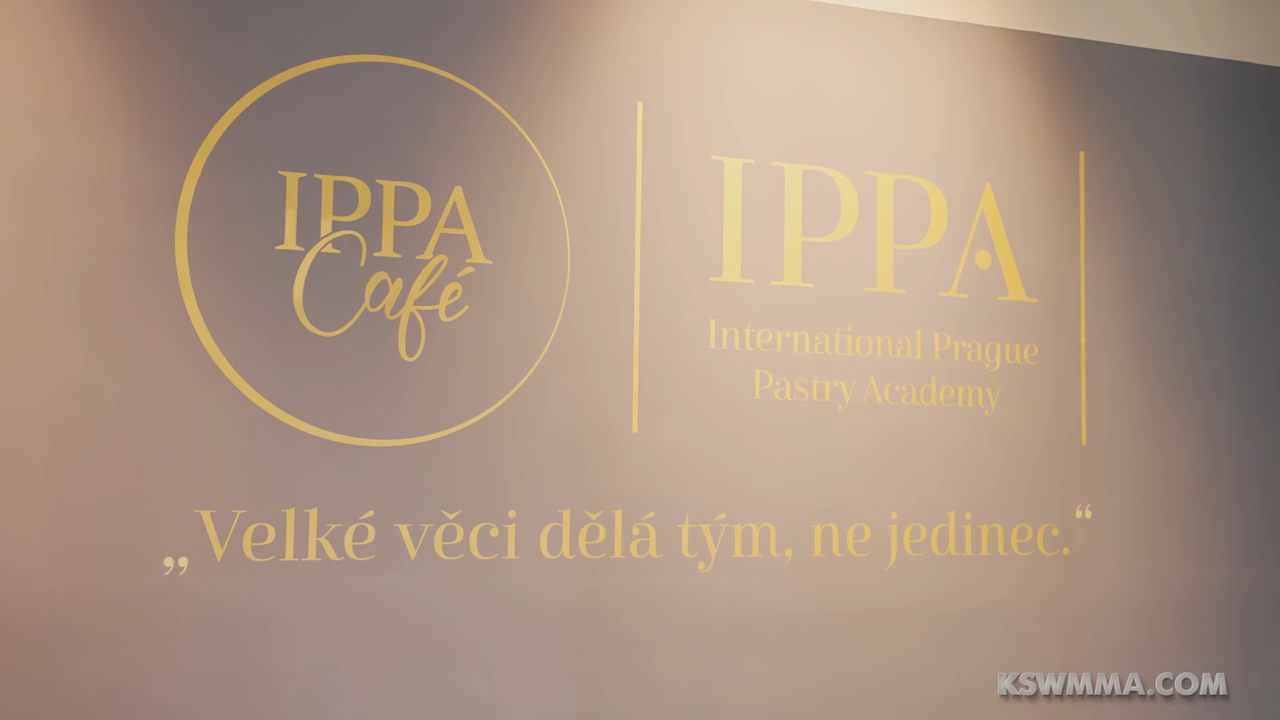 IPPA
Café
IPPA
International Prague
Pastry Academy
„Velké věci dělá tým, ne jedinec.“
KSWMMA.COM